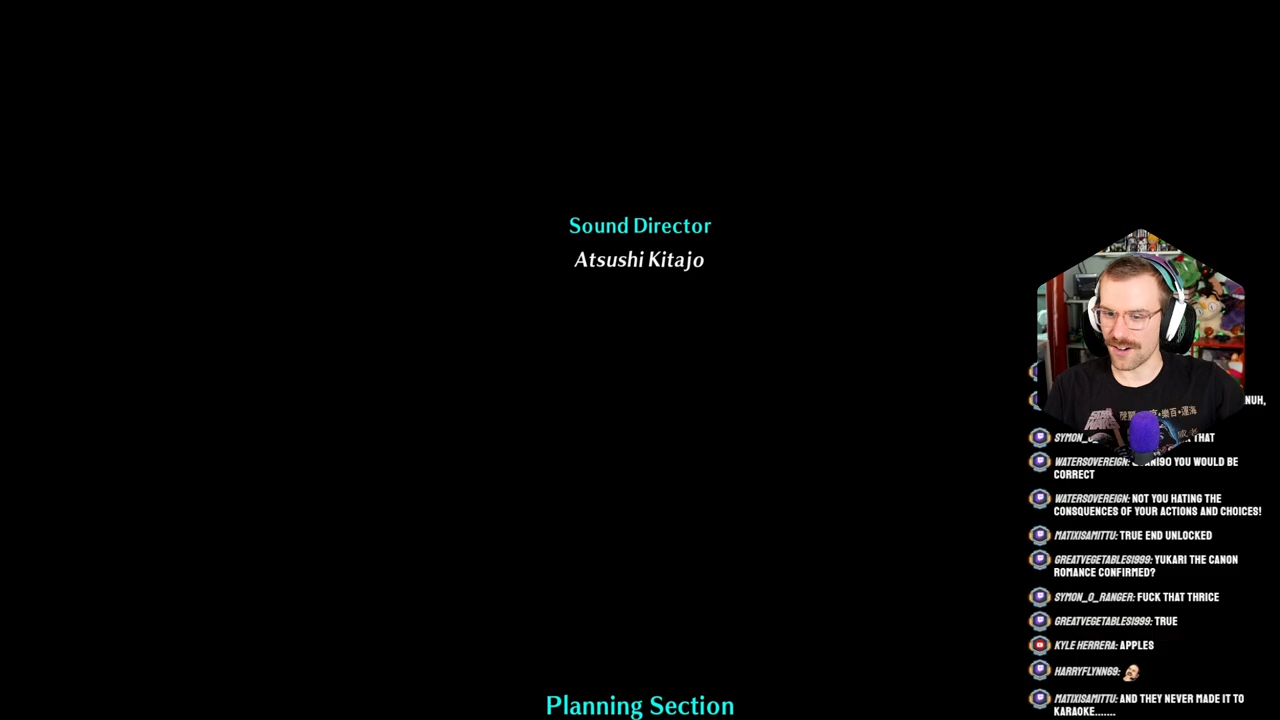 Sound Director
Atsushi Kitajo
NUH,
THAT
WATERSOVEREIGN: YOU WOULD BE
CORRECT
WATERSOVEREIGN: NOT YOU HATING THE
CONSQUENCES OF YOUR ACTIONS AND CHOICES!
MATIXISAMITTU: TRUE END UNLOCKED
GREATVEGETABLES1999: YUKARI THE CANON
ROMANCE CONFIRMED?
SYMON_O_RANGER: FUCK THAT THRICE
GREATVEGETABLES1999: TRUE
KYLE HERRERA: APPLES
HARRYFLYNN69:
MATIXISAMITTU: AND THEY NEVER MADE IT TO
KARAOKE.......
Planning Section